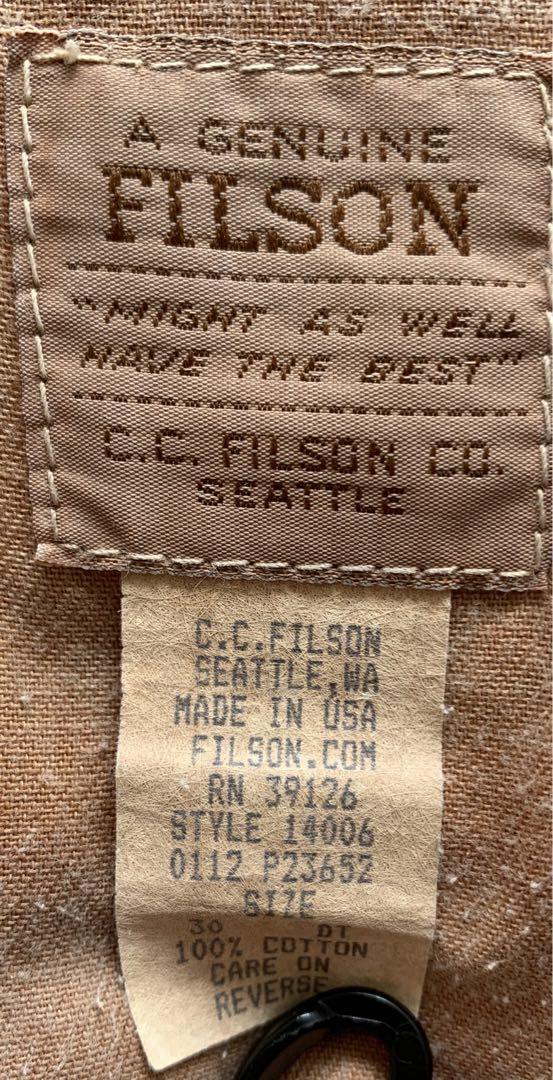 A GENUINE
FILSON
"MIGHT AS WELL
HAVE THE BEST"
C.C. FILSON CO.
SEATTLE
C.C.FILSON
SEATTLE,WA
MADE IN USA
FILSON.COM
RN 39126
STYLE 14006
0112 P23652
SIZE
DT
100% COTTON
CARE ON
REVERSE